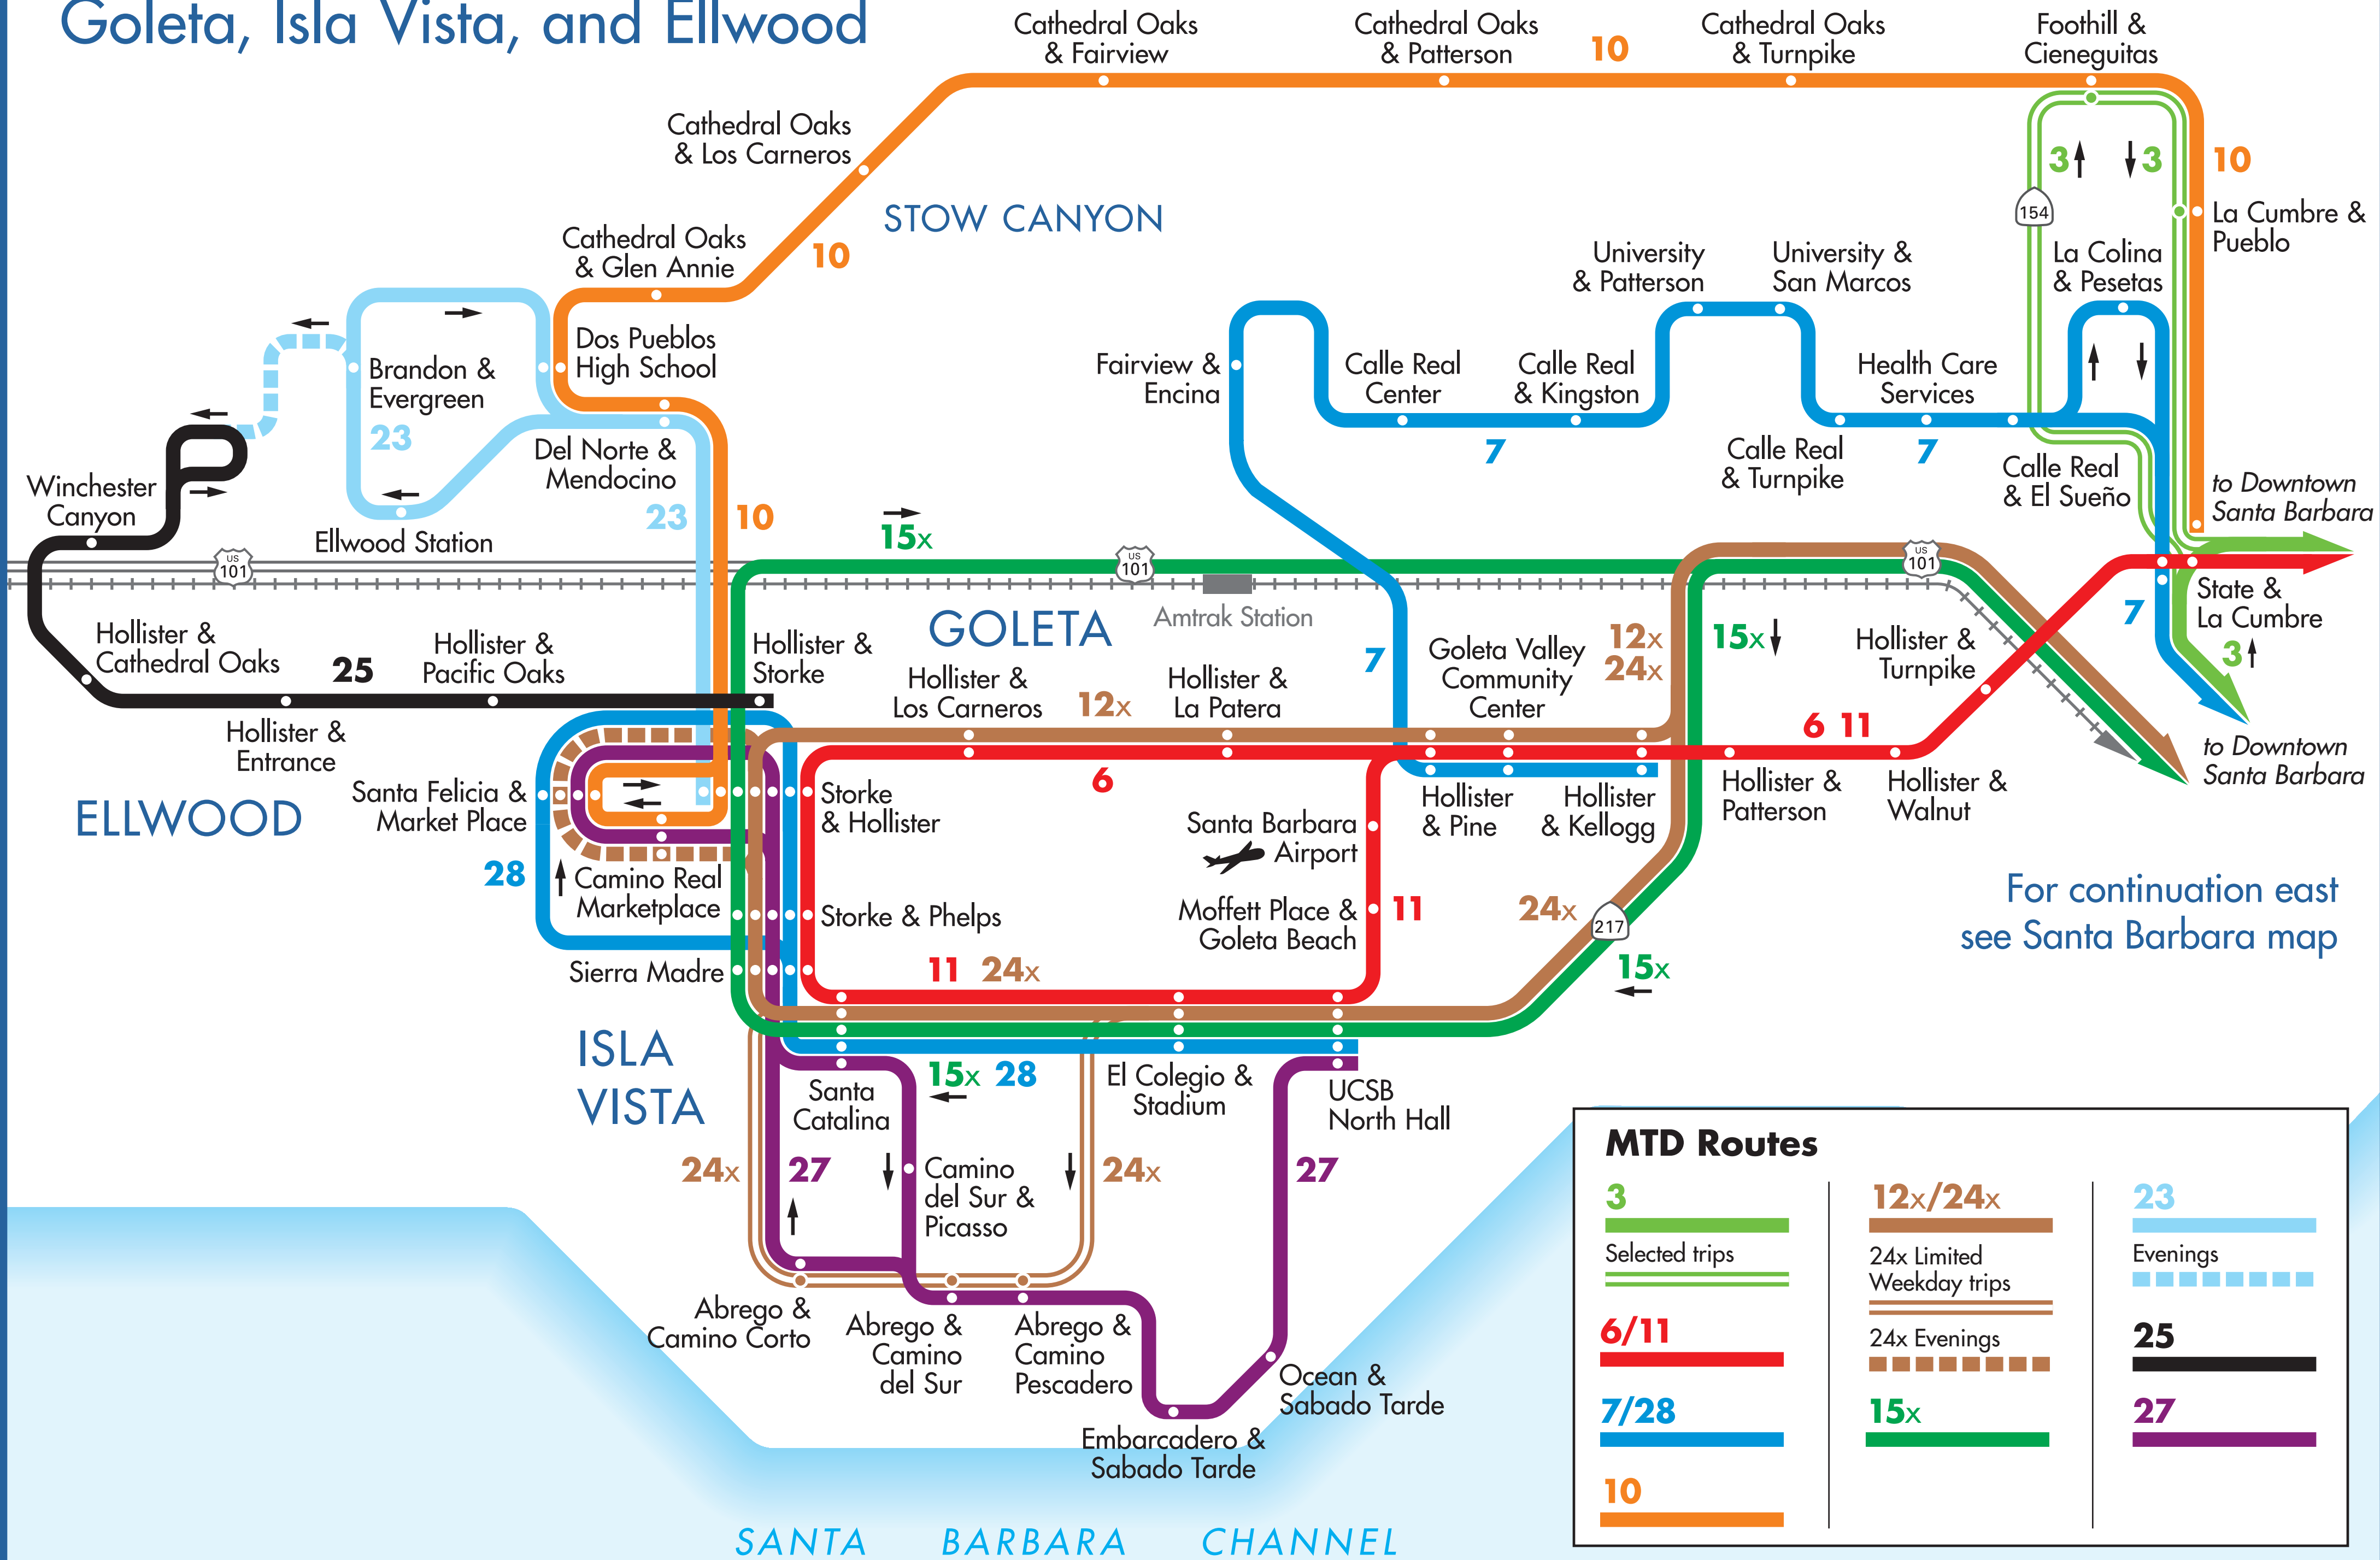 Goleta, Isla Vista, and Ellwood
Cathedral Oaks
& Fairview
Cathedral Oaks
& Patterson
10
Cathedral Oaks
& Turnpike
Foothill &
Cieneguitas
Cathedral Oaks
& Los Carneros
STOW CANYON
3
3
10
154
La Cumbre &
Pueblo
Cathedral Oaks
& Glen Annie
10
University
& Patterson
University &
San Marcos
La Colina
& Pesetas
Dos Pueblos
High School
Brandon &
Evergreen
23
Fairview &
Encina
Calle Real
Center
Calle Real
& Kingston
Health Care
Services
7
Calle Real
& Turnpike
7
Calle Real
& El Sueño
Del Norte &
Mendocino
Winchester
Canyon
23
10
to Downtown
Santa Barbara
Ellwood Station
15x
US
101
US
101
US
101
Amtrak Station
GOLETA
State &
La Cumbre
7
3
Hollister &
Cathedral Oaks
25
Hollister &
Pacific Oaks
Hollister &
Storke
Hollister &
Los Carneros
12x
Hollister &
La Patera
7
Goleta Valley
Community
Center
12x
24x
15x
Hollister &
Turnpike
Hollister &
Entrance
6 11
to Downtown
Santa Barbara
ELLWOOD
Santa Felicia &
Market Place
Storke
& Hollister
6
Santa Barbara
Airport
Hollister
& Pine
Hollister
& Kellogg
Hollister &
Patterson
Hollister &
Walnut
28
Camino Real
Marketplace
Storke & Phelps
Moffett Place &
Goleta Beach
11
24x
217
15x
For continuation east
see Santa Barbara map
Sierra Madre
11 24x
ISLA
VISTA
Santa
Catalina
15x 28
El Colegio &
Stadium
UCSB
North Hall
24x
27
Camino
del Sur &
Picasso
24x
27
Abrego &
Camino Corto
Abrego &
Camino
del Sur
Abrego &
Camino
Pescadero
Ocean &
Sabado Tarde
Embarcadero &
Sabado Tarde
SANTA BARBARA CHANNEL
MTD Routes
3
Selected trips
6/11
7/28
10
12x/24x
24x Limited
Weekday trips
24x Evenings
15x
23
Evenings
25
27